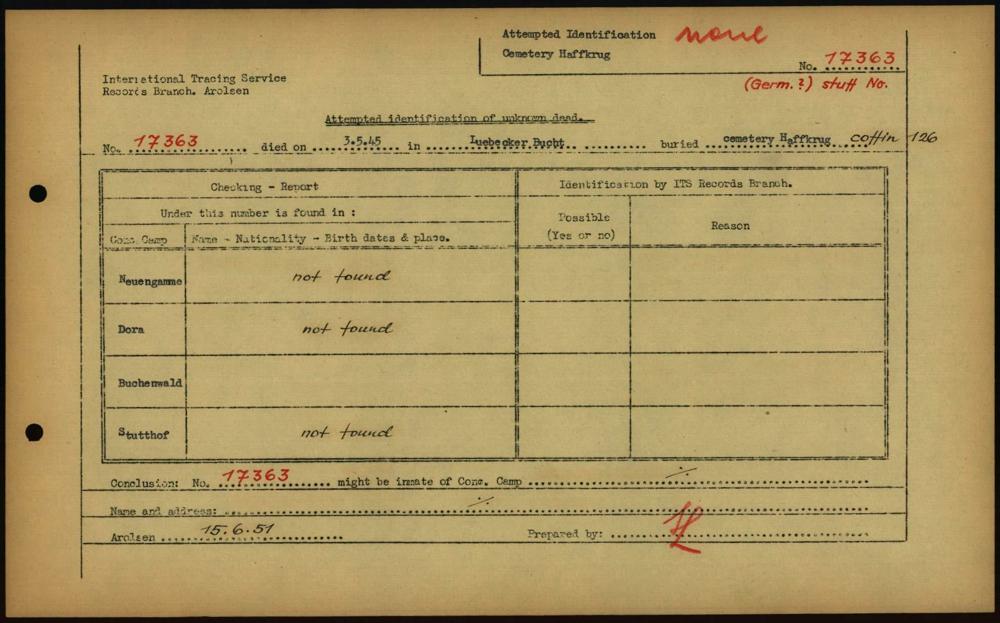 Attempted Identification none
Cemetery Haffkrug
No. 17363
(Germ.?) stuff No.
International Tracing Service
Records Branch. Arolsen
Attempted identification of unknown dead.
No. 17363 died on 3.5.45 in Luebecker Bucht buried cemetery Haffkrug coffin 126
Checking - Report
Identification by ITS Records Branch.
Under this number is found in :
Possible
(Yes or no)
Reason
Conc. Camp Name - Nationality - Birth dates & place.
Neuengamme not found
Dora not found
Buchenwald
Stutthof not found
Conclusion: No. 17363 might be inmate of Conc. Camp ./.
Name and address: ./.
Arolsen 15.6.51 Prepared by: